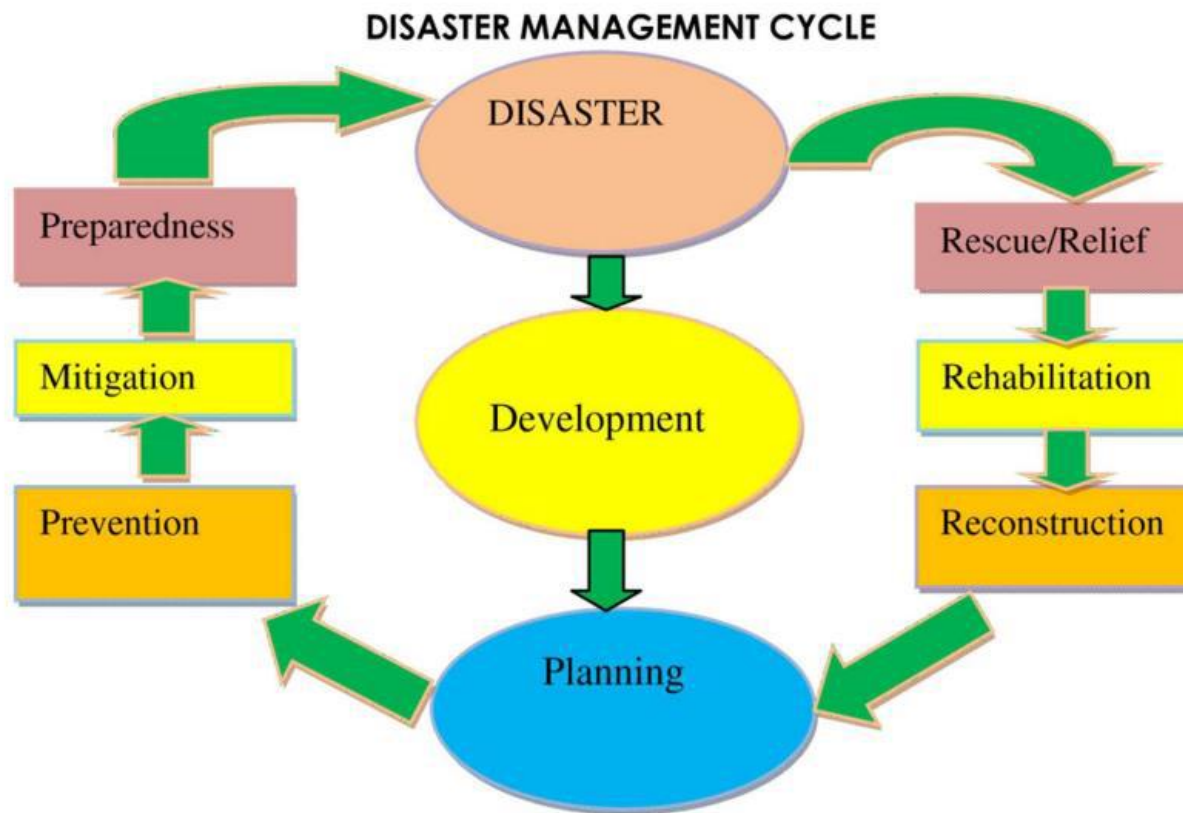 DISASTER MANAGEMENT CYCLE
DISASTER
Preparedness
Rescue/Relief
Mitigation
Rehabilitation
Development
Prevention
Reconstruction
Planning